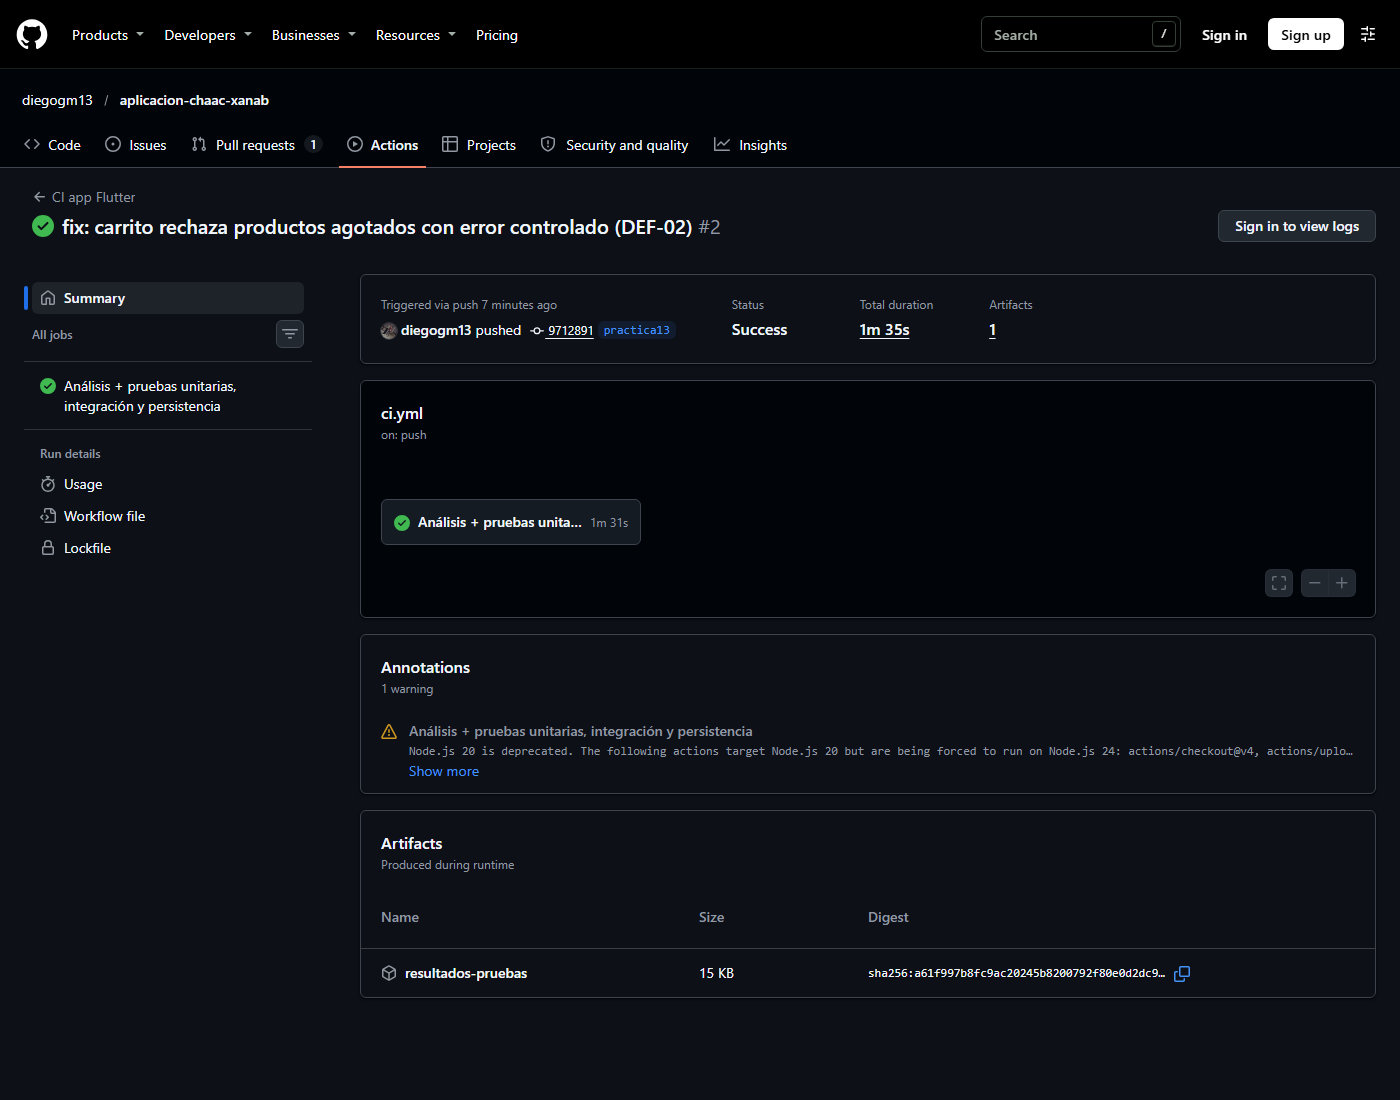 Products Developers Businesses Resources Pricing Search / Sign in Sign up
diegogm13 / aplicacion-chaac-xanab
Code Issues Pull requests 1 Actions Projects Security and quality Insights
CI app Flutter
fix: carrito rechaza productos agotados con error controlado (DEF-02) #2
Sign in to view logs
Summary
All jobs
Análisis + pruebas unitarias,
integración y persistencia
Run details
Usage
Workflow file
Lockfile
Triggered via push 7 minutes ago
diegogm13 pushed 9712891 practica13
Status
Success
Total duration
1m 35s
Artifacts
1
ci.yml
on: push
Análisis + pruebas unita... 1m 31s
Annotations
1 warning
Análisis + pruebas unitarias, integración y persistencia
Node.js 20 is deprecated. The following actions target Node.js 20 but are being forced to run on Node.js 24: actions/checkout@v4, actions/uplo…
Show more
Artifacts
Produced during runtime
Name Size Digest
resultados-pruebas 15 KB sha256:a61f997b8fc9ac20245b8200792f80e0d2dc9…